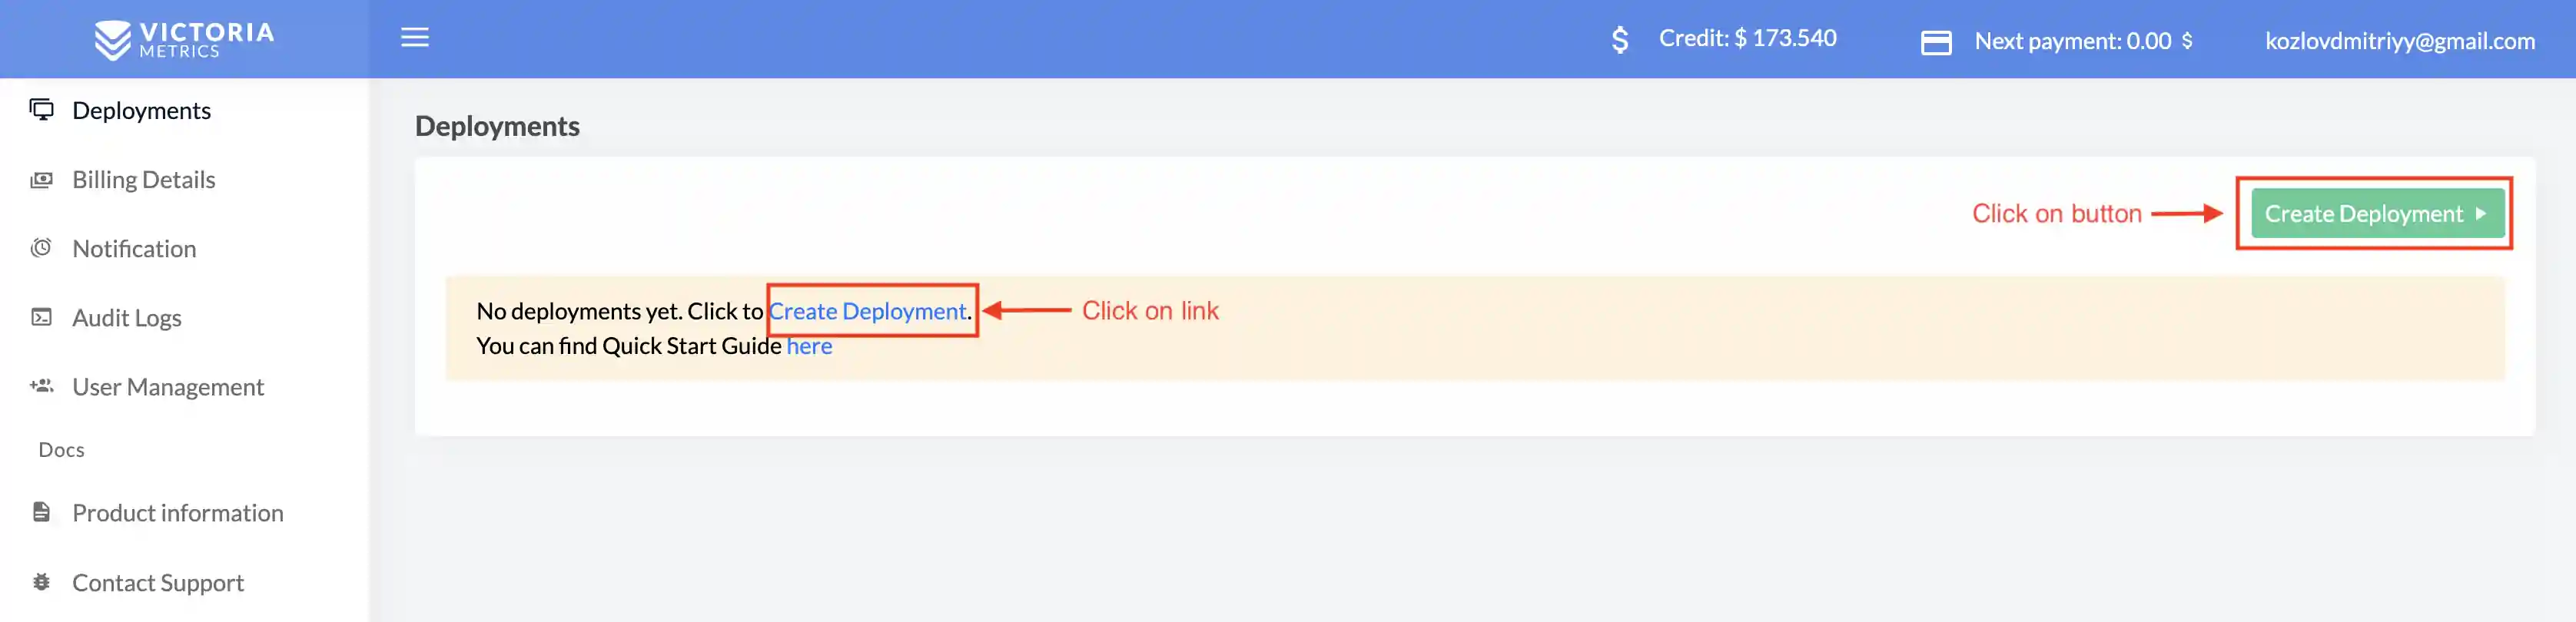 VICTORIA
METRICS
Credit: $ 173.540
Next payment: 0.00 $
kozlovdmitriyy@gmail.com
Deployments
Billing Details
Notification
Audit Logs
User Management
Docs
Product information
Contact Support
Deployments
Click on button
Create Deployment
No deployments yet. Click to Create Deployment.
Click on link
You can find Quick Start Guide here